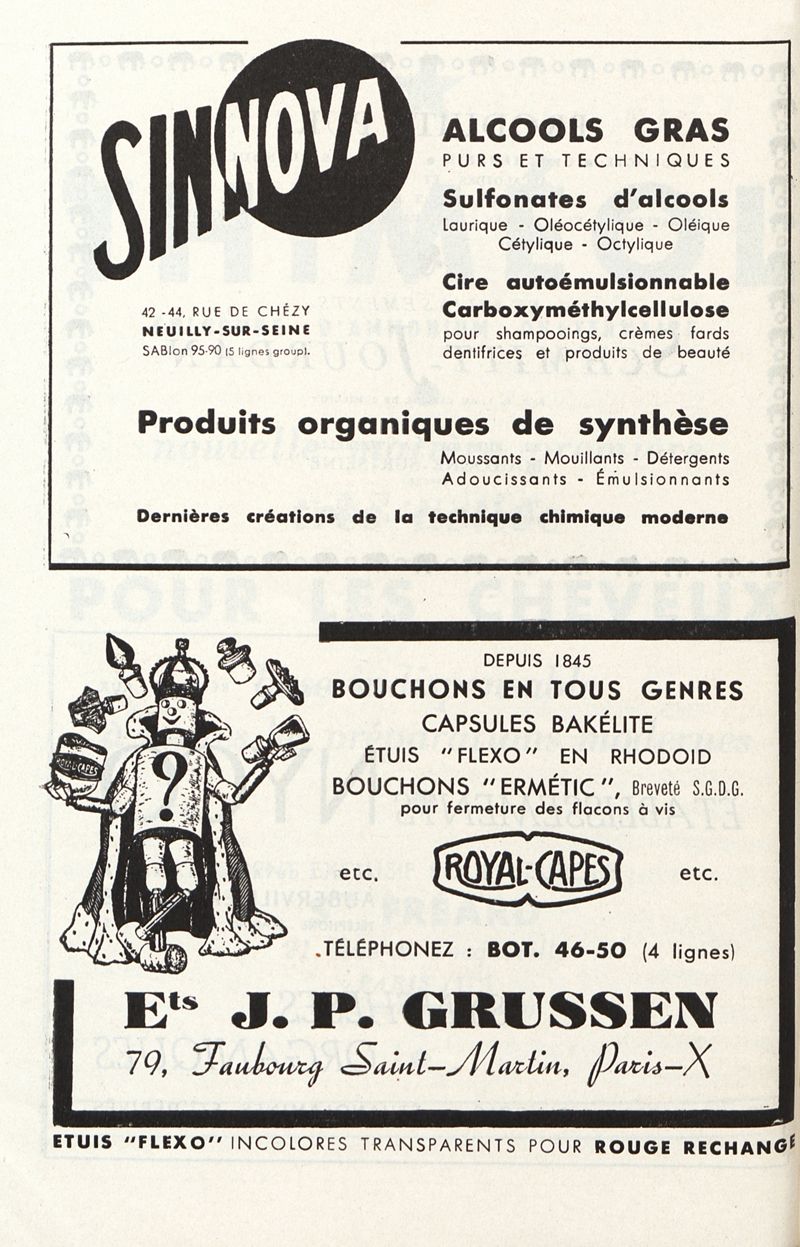 SINNOVA
ALCOOLS GRAS
PURS ET TECHNIQUES
Sulfonates d'alcools
Laurique - Oléocétylique - Oléique
Cétylique - Octylique
Cire autoémulsionnable
Carboxyméthylcellulose
pour shampooings, crèmes fards
dentifrices et produits de beauté
42 - 44, RUE DE CHÉZY
NEUILLY-SUR-SEINE
SABlon 95-90 (5 lignes group).
Produits organiques de synthèse
Moussants - Mouillants - Détergents
Adoucissants - Émulsionnants
Dernières créations de la technique chimique moderne
DEPUIS 1845
BOUCHONS EN TOUS GENRES
CAPSULES BAKÉLITE
ÉTUIS "FLEXO" EN RHODOID
BOUCHONS "ERMÉTIC", Breveté S.G.D.G.
pour fermeture des flacons à vis
ROYAL-CAPES
?
etc. ROYAL-CAPES etc.
TÉLÉPHONEZ : BOT. 46-50 (4 lignes)
Ets J. P. GRUSSEN
79, Faubourg Saint-Martin, Paris-X
ETUIS "FLEXO" INCOLORES TRANSPARENTS POUR ROUGE RECHANGE